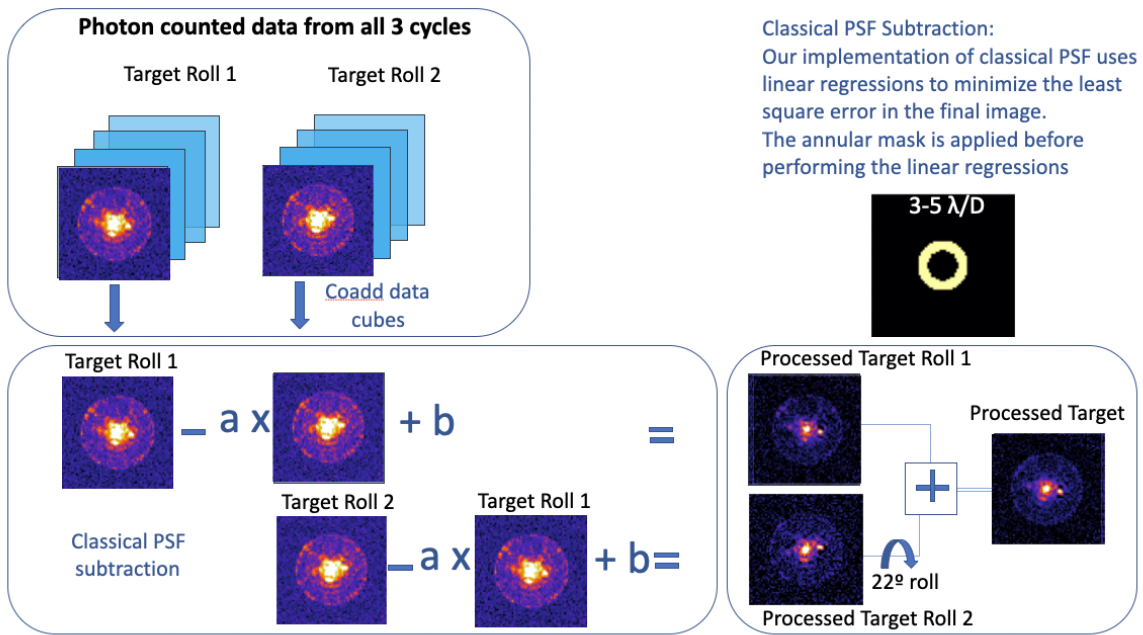 Photon counted data from all 3 cycles
Target Roll 1
Target Roll 2
Coadd data
cubes
Classical PSF Subtraction:
Our implementation of classical PSF uses
linear regressions to minimize the least
square error in the final image.
The annular mask is applied before
performing the linear regressions
3-5 λ/D
Target Roll 1
– a x + b =
Target Roll 2
Target Roll 1
– a x + b =
Classical PSF
subtraction
Processed Target Roll 1
Processed Target
+
22º roll
Processed Target Roll 2